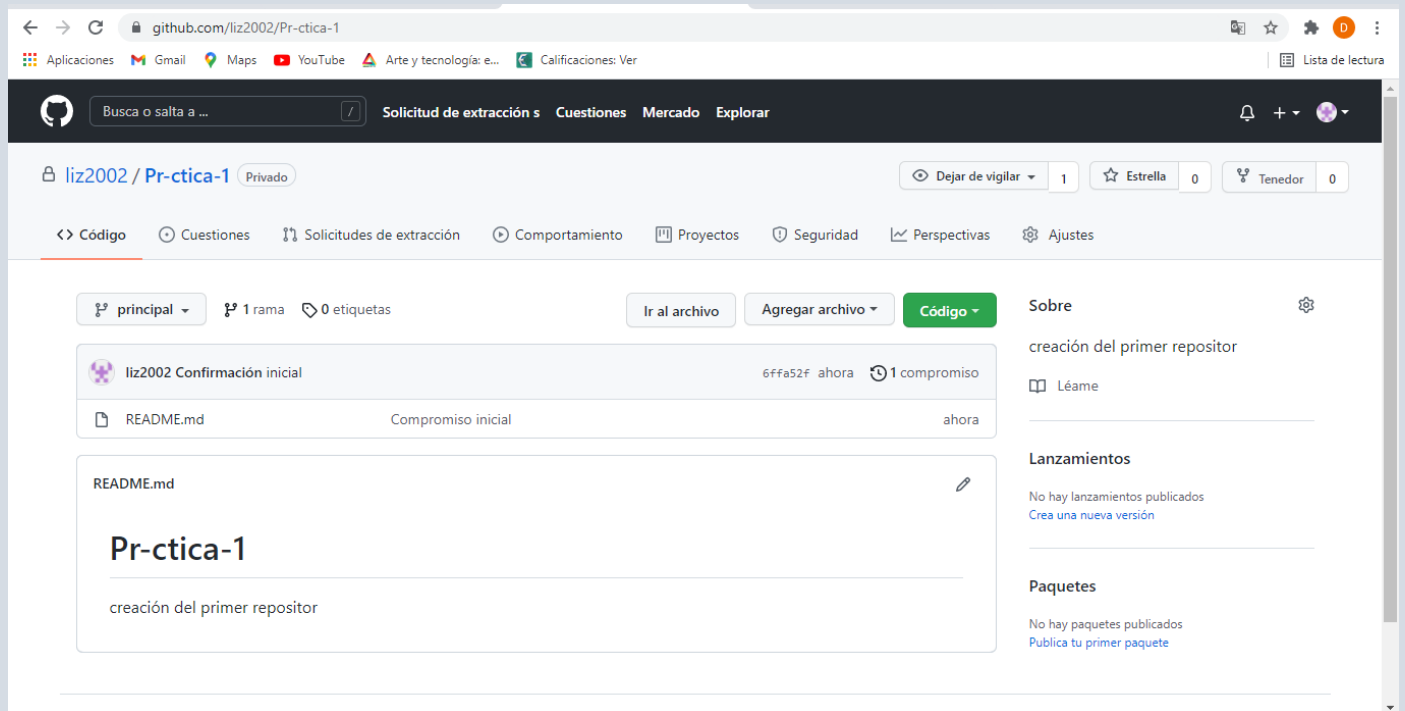 github.com/liz2002/Pr-ctica-1
D
Aplicaciones Gmail Maps YouTube Arte y tecnología: e... Calificaciones: Ver Lista de lectura
Busca o salta a ... / Solicitud de extracción s Cuestiones Mercado Explorar
liz2002 / Pr-ctica-1 Privado Dejar de vigilar 1 Estrella 0 Tenedor 0
Código Cuestiones Solicitudes de extracción Comportamiento Proyectos Seguridad Perspectivas Ajustes
principal 1 rama 0 etiquetas Ir al archivo Agregar archivo Código
liz2002 Confirmación inicial 6ffa52f ahora 1 compromiso
README.md Compromiso inicial ahora
README.md
Pr-ctica-1
creación del primer repositor
Sobre
creación del primer repositor
Léame
Lanzamientos
No hay lanzamientos publicados
Crea una nueva versión
Paquetes
No hay paquetes publicados
Publica tu primer paquete